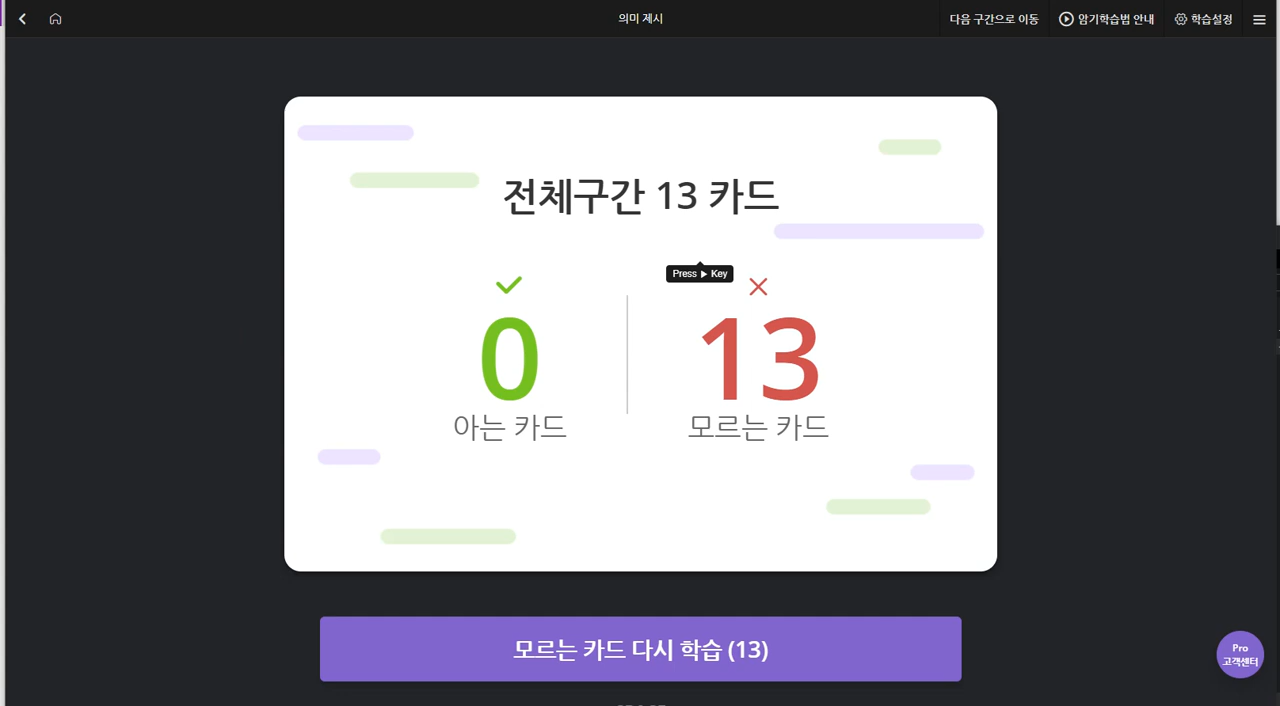 의미 제시
다음 구간으로 이동
암기학습법 안내
학습설정
전체구간 13 카드
Press ▶ Key
0
13
아는 카드
모르는 카드
모르는 카드 다시 학습 (13)
Pro
고객센터